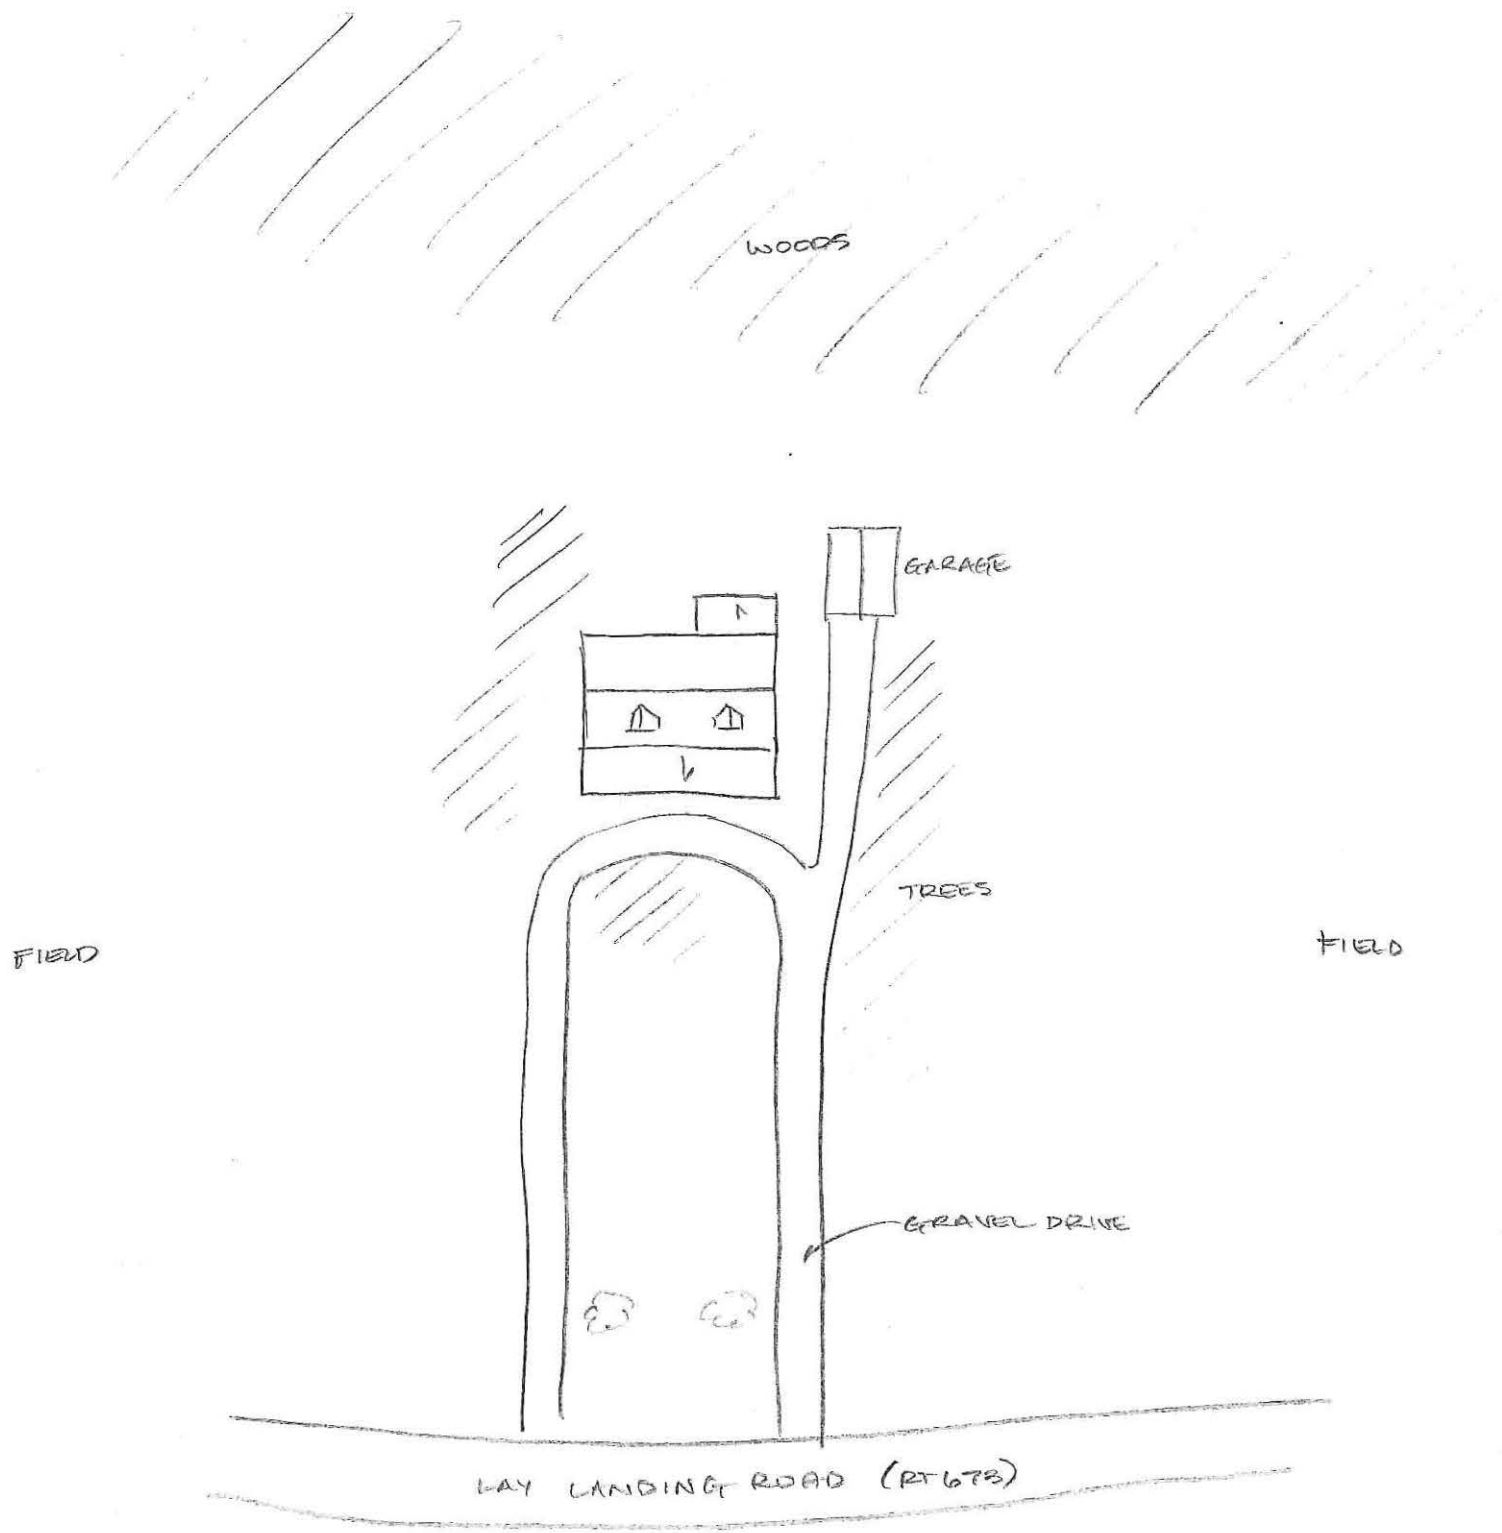 WOODS
GARAGE
TREES
FIELD
FIELD
GRAVEL DRIVE
LAY LANDING ROAD (RT 673)